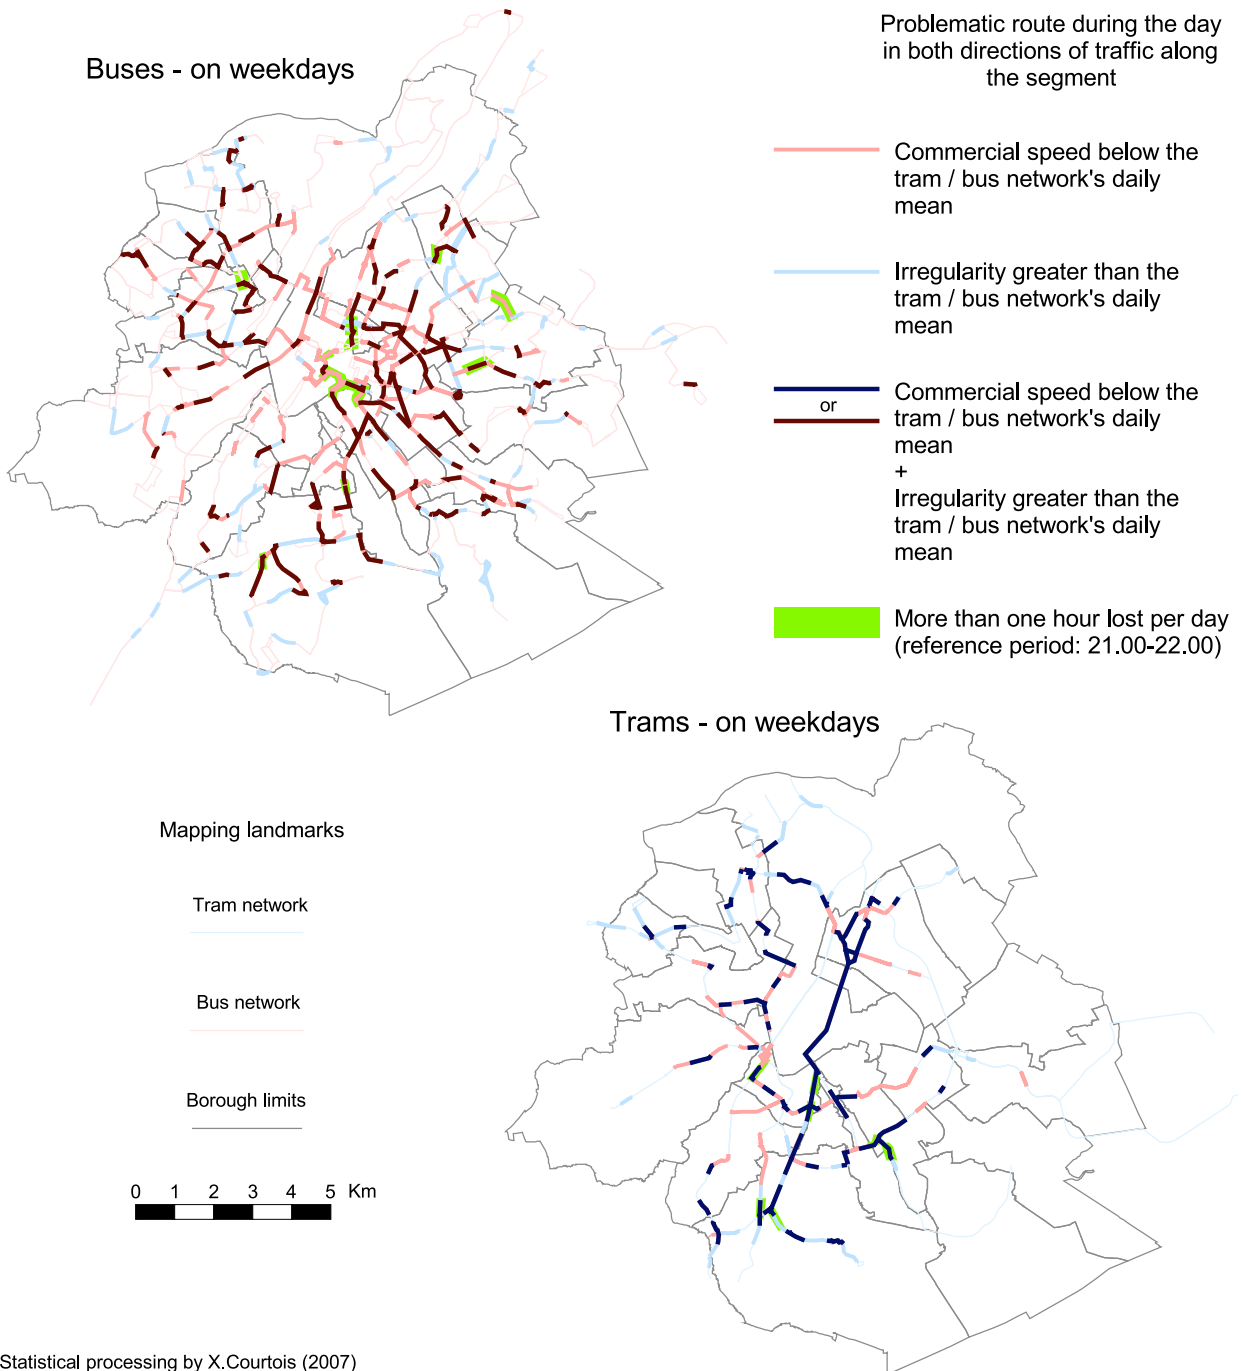 Buses - on weekdays
Problematic route during the day
in both directions of traffic along
the segment
Commercial speed below the
tram / bus network's daily
mean
Irregularity greater than the
tram / bus network's daily
mean
or
Commercial speed below the
tram / bus network's daily
mean
+
Irregularity greater than the
tram / bus network's daily
mean
More than one hour lost per day
(reference period: 21.00-22.00)
Trams - on weekdays
Mapping landmarks
Tram network
Bus network
Borough limits
0 1 2 3 4 5 Km
Statistical processing by X.Courtois (2007)